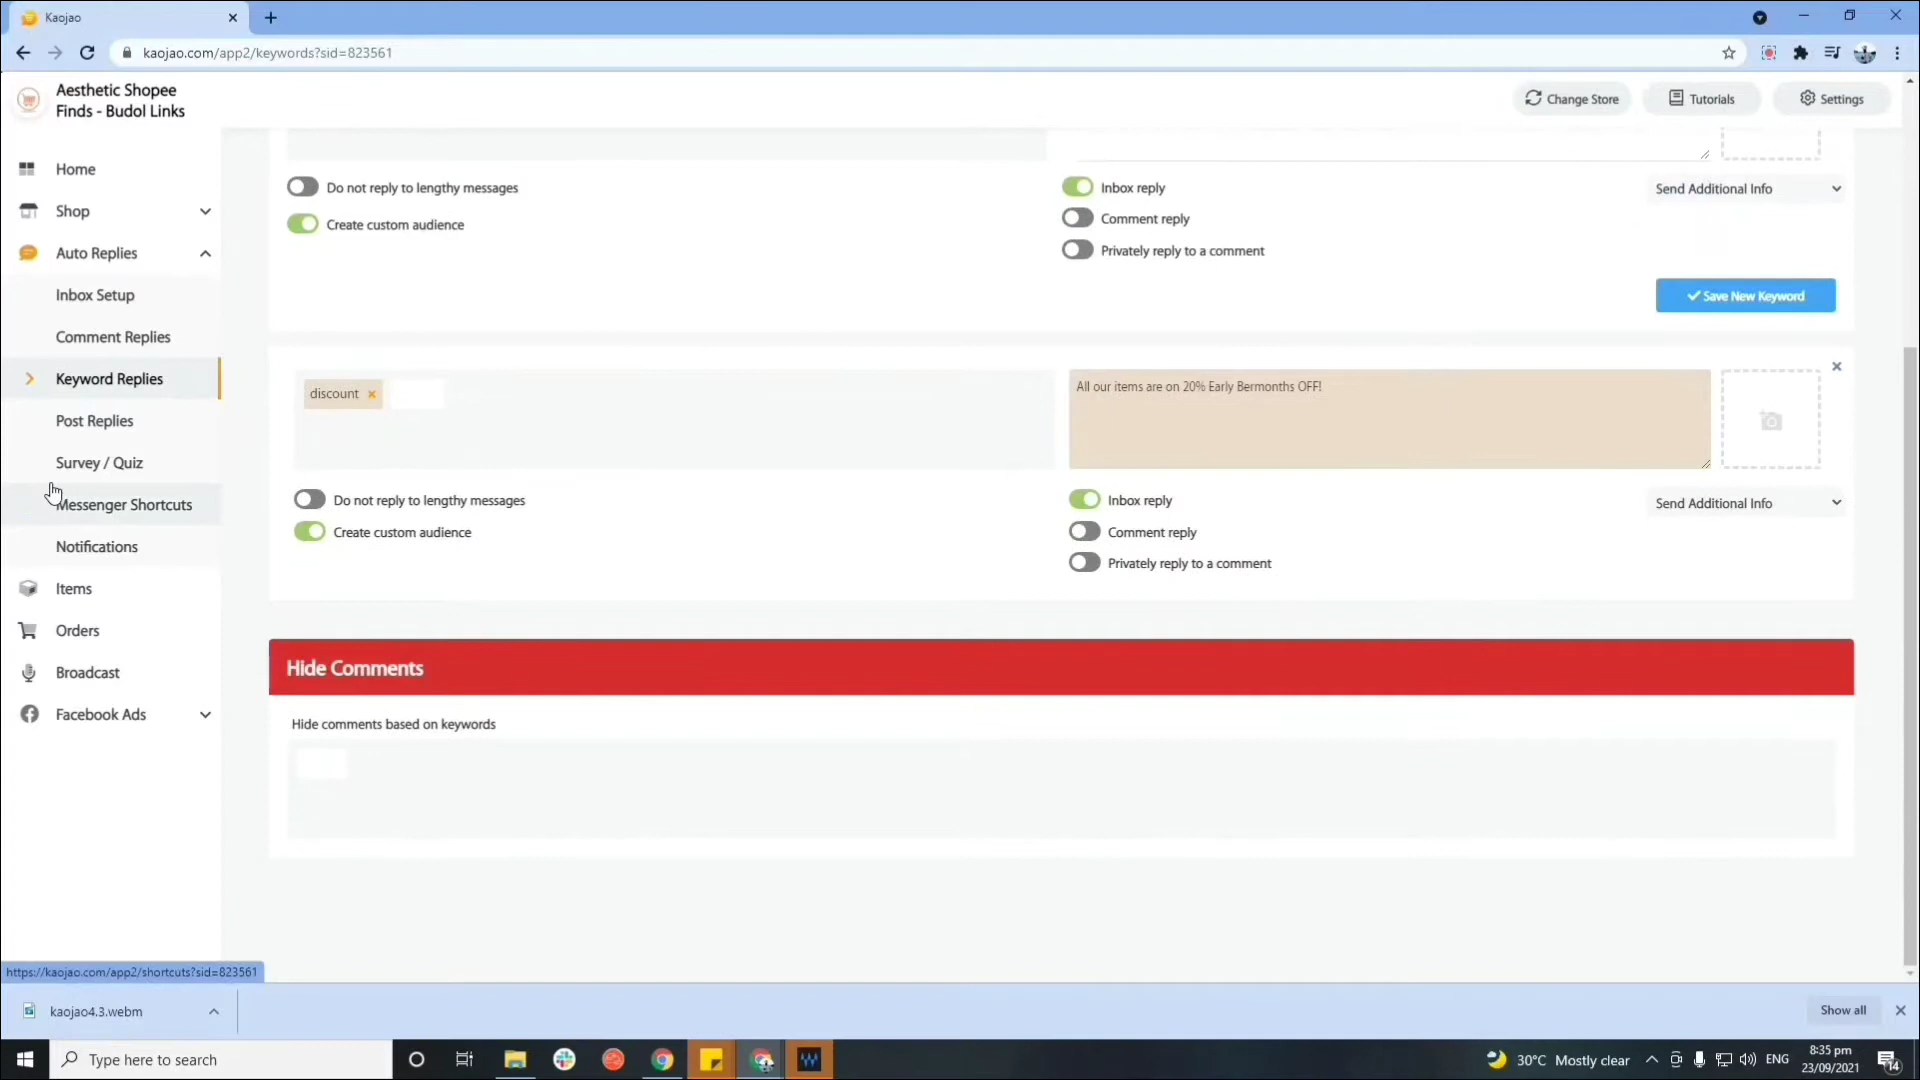 Kaojao
kaojao.com/app2/keywords?sid=823561
Aesthetic Shopee
Finds - Budol Links
Change Store
Tutorials
Settings
Home
Shop
Auto Replies
Inbox Setup
Comment Replies
Keyword Replies
Post Replies
Survey / Quiz
Messenger Shortcuts
Notifications
Items
Orders
Broadcast
Facebook Ads
Do not reply to lengthy messages
Create custom audience
Inbox reply
Comment reply
Privately reply to a comment
Send Additional Info
Save New Keyword
discount
All our items are on 20% Early Bermonths OFF!
Do not reply to lengthy messages
Create custom audience
Inbox reply
Comment reply
Privately reply to a comment
Send Additional Info
Hide Comments
Hide comments based on keywords
https://kaojao.com/app2/shortcuts?sid=823561
kaojao4.3.webm
Show all
Type here to search
30°C Mostly clear
ENG
8:35 pm
23/09/2021
14